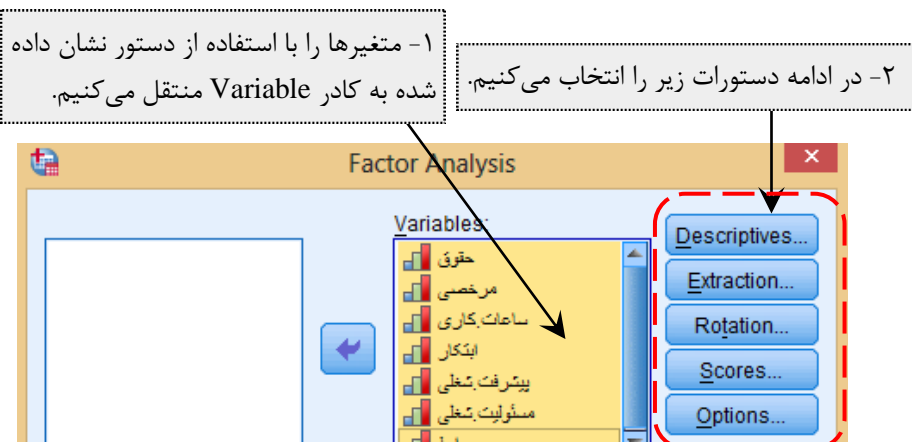 ۱- متغیرها را با استفاده از دستور نشان داده
شده به کادر Variable منتقل می‌کنیم.
۲- در ادامه دستورات زیر را انتخاب می‌کنیم.
Factor Analysis
Variables:
حقوق
مرخصی
ساعات.کاری
ابتکار
پیشرفت.شغلی
مسئولیت.شغلی
Descriptives...
Extraction...
Rotation...
Scores...
Options...